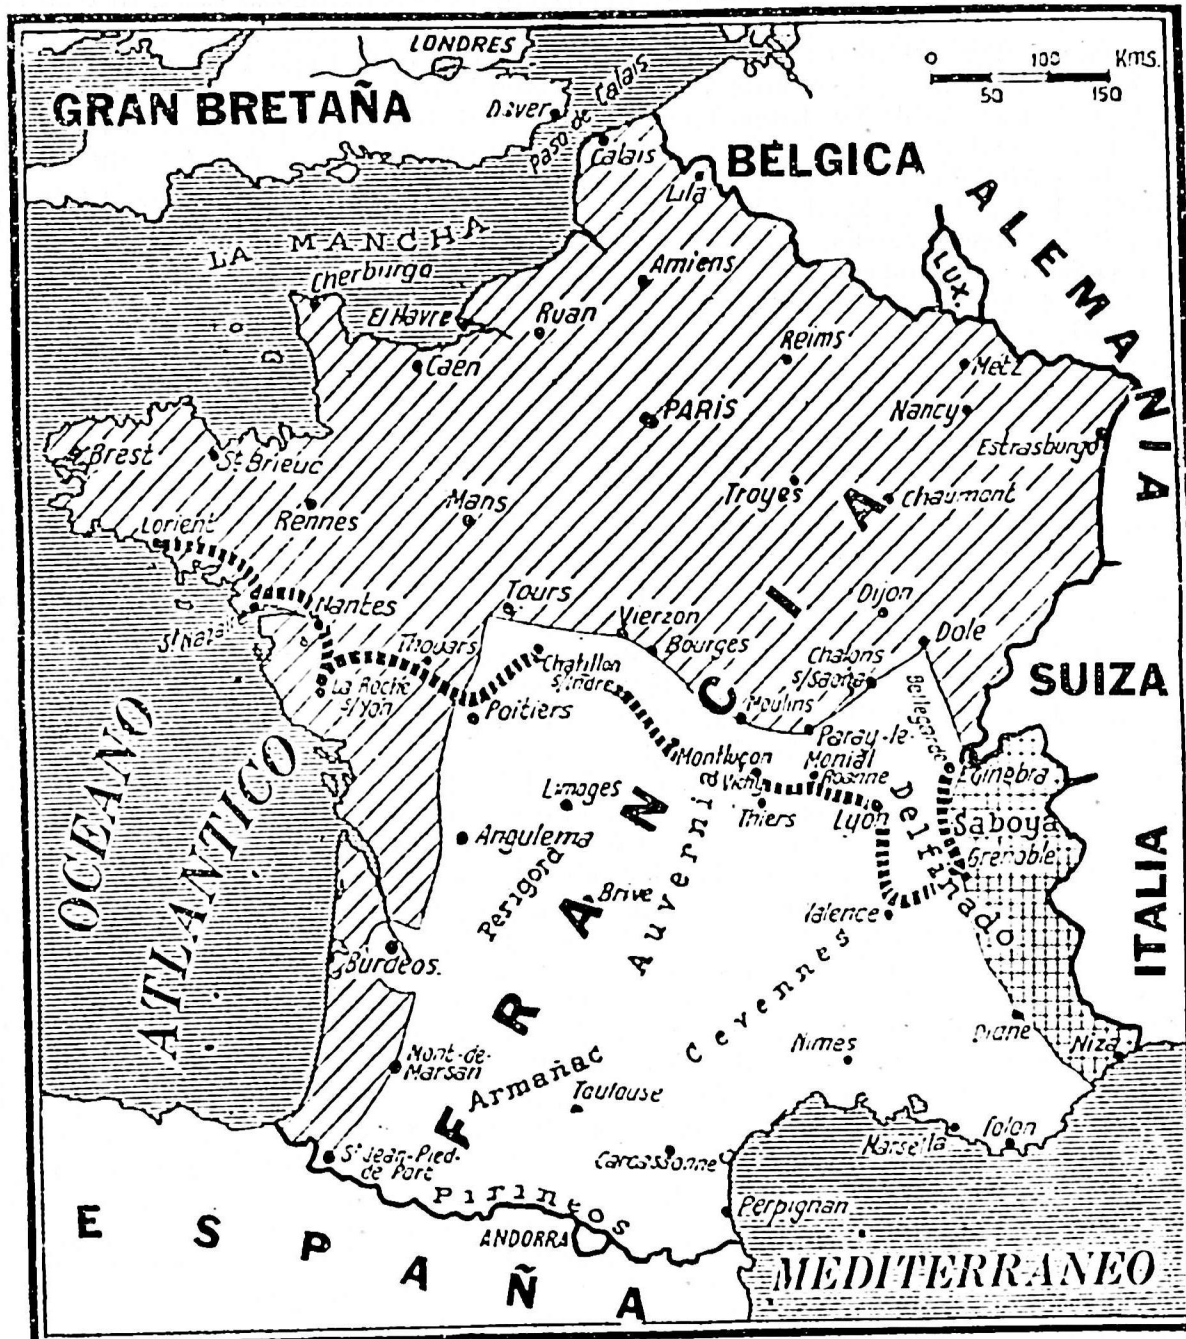 LONDRES
0 100 Kms.
50 150
GRAN BRETAÑA
Dover
Paso de Calais
Calais
BÉLGICA
Lila
ALEMANIA
LA MANCHA
LUX.
Cherburgo
Amiens
El Havre
Ruan
Reims
Caen
Metz
PARIS
Nancy
Estrasburgo
Brest
St Brieuc
Troyes
Chaumont
Mans
Rennes
Lorient
Tours
Dijon
Nantes
Vierzon
Dole
Bourges
Thouars
Chatillon
s/Indre
Chalons
s/Saona
SUIZA
La Roche
s/Yon
Bellegarde
Poitiers
Moulins
Paray-le-
Monial
Montluçon
Ginebra
Vichy
Roanne
Limoges
Thiers
Lyon
Saboya
Angulema
Grenoble
Delfinado
OCEANO
ATLANTICO
ITALIA
Perigord
Brive
Auvernia
Valence
FRANCIA
Burdeos.
Cevennes
Mont-de-
Marsan
Armañac
Nimes
Niza
Toulouse
Marsella
Tolon
St Jean-Pied-
de Port
Carcassonne
Pirineos
Perpignan
ANDORRA
ESPAÑA
MEDITERRANEO